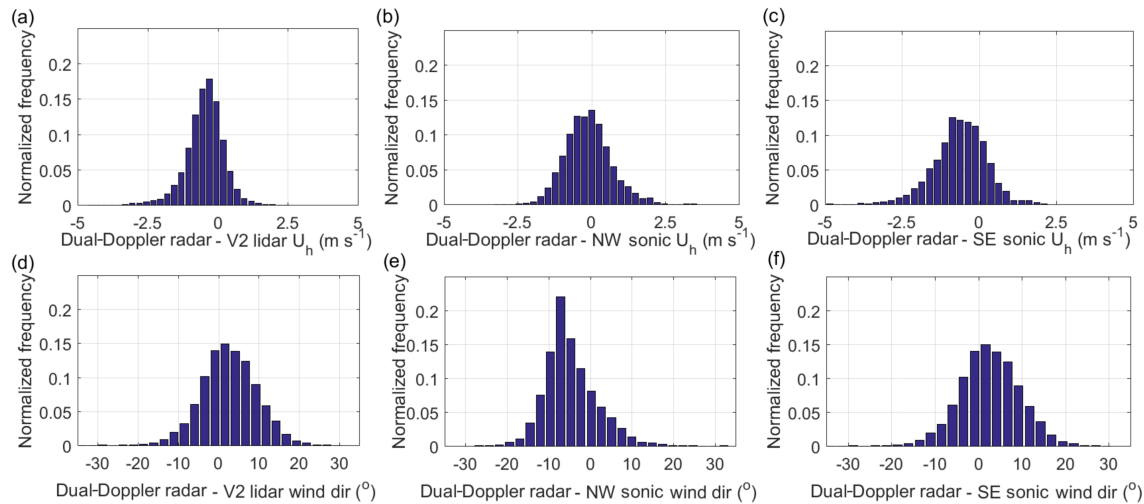 (a)
Normalized frequency
0.2
0.15
0.1
0.05
0
-5 -2.5 0 2.5 5
Dual-Doppler radar - V2 lidar U_h (m s⁻¹)
(b)
Normalized frequency
0.2
0.15
0.1
0.05
0
-5 -2.5 0 2.5 5
Dual-Doppler radar - NW sonic U_h (m s⁻¹)
(c)
Normalized frequency
0.2
0.15
0.1
0.05
0
-5 -2.5 0 2.5 5
Dual-Doppler radar - SE sonic U_h (m s⁻¹)
(d)
Normalized frequency
0.2
0.15
0.1
0.05
0
-30 -20 -10 0 10 20 30
Dual-Doppler radar - V2 lidar wind dir (°)
(e)
Normalized frequency
0.2
0.15
0.1
0.05
0
-30 -20 -10 0 10 20 30
Dual-Doppler radar - NW sonic wind dir (°)
(f)
Normalized frequency
0.2
0.15
0.1
0.05
0
-30 -20 -10 0 10 20 30
Dual-Doppler radar - SE sonic wind dir (°)